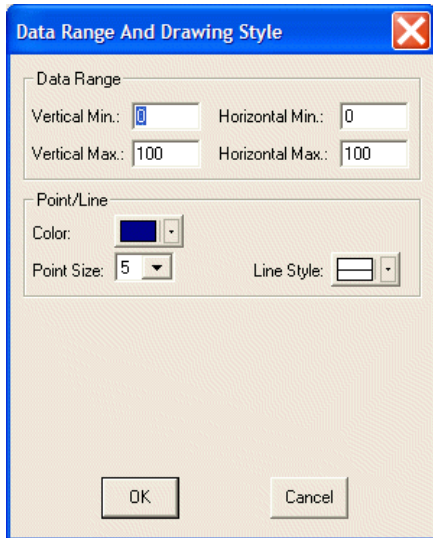 Data Range And Drawing Style
Data Range
Vertical Min.: 0 Horizontal Min.: 0
Vertical Max.: 100 Horizontal Max.: 100
Point/Line
Color:
Point Size: 5 Line Style:
OK Cancel